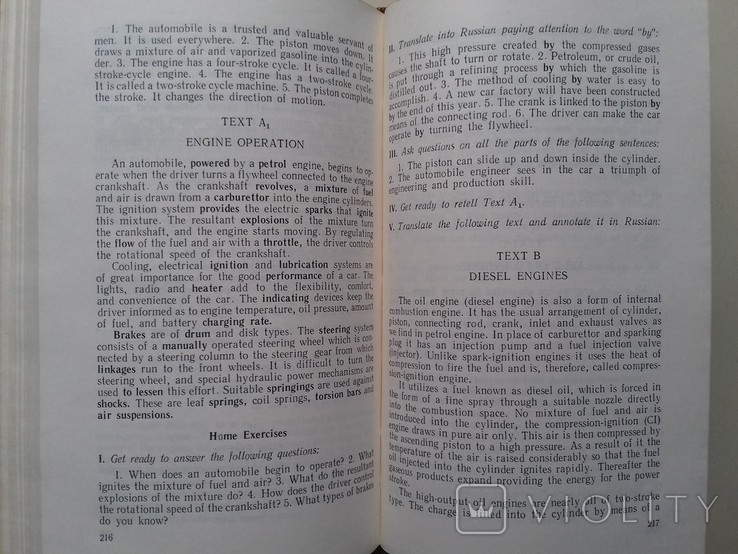 1. The automobile is a trusted and valuable servant of
men. It is used everywhere. 2. The piston moves down. It
draws a mixture of air and vaporized gasoline into the cylin-
der. 3. The engine has a four-stroke cycle. It is called a four-
stroke-cycle engine. 4. The engine has a two-stroke cycle.
It is called a two-stroke cycle machine. 5. The piston completes
the stroke. It changes the direction of motion.
TEXT A₁
ENGINE OPERATION
An automobile, powered by a petrol engine, begins to op-
erate when the driver turns a flywheel connected to the engine
crankshaft. As the crankshaft revolves, a mixture of fuel
and air is drawn from a carburettor into the engine cylinders.
The ignition system provides the electric sparks that ignite
this mixture. The resultant explosions of the mixture turn
the crankshaft, and the engine starts moving. By regulating
the flow of the fuel and air with a throttle, the driver controls
the rotational speed of the crankshaft.
Cooling, electrical ignition and lubrication systems are
of great importance for the good performance of a car. The
lights, radio and heater add to the flexibility, comfort,
and convenience of the car. The indicating devices keep the
driver informed as to engine temperature, oil pressure, amount
of fuel, and battery charging rate.
Brakes are of drum and disk types. The steering system
consists of a manually operated steering wheel which is con-
nected by a steering column to the steering gear from which
linkages run to the front wheels. It is difficult to turn the
steering wheel, and special hydraulic power mechanisms are
used to lessen this effort. Suitable springings are used against
shocks. These are leaf springs, coil springs, torsion bars and
air suspensions.
Home Exercises
I. Get ready to answer the following questions:
1. When does an automobile begin to operate? 2. What
ignites the mixture of fuel and air? 3. What do the resultant
explosions of the mixture do? 4. How does the driver control
the rotational speed of the crankshaft? 5. What types of brakes
do you know?
216
II. Translate into Russian paying attention to the word "by":
1. This high pressure created by the compressed gases
causes the shaft to turn or rotate. 2. Petroleum, or crude oil,
is put through a refining process by which the gasoline is
distilled out. 3. The method of cooling by water is easy to
accomplish. 4. A new car factory will have been constructed
by the end of this year. 5. The crank is linked to the piston by
means of the connecting rod. 6. The driver can make the car
operate by turning the flywheel.
III. Ask questions on all the parts of the following sentences:
1. The piston can slide up and down inside the cylinder.
2. The automobile engineer sees in the car a triumph of
engineering and production skill.
IV. Get ready to retell Text A₁.
V. Translate the following text and annotate it in Russian:
TEXT B
DIESEL ENGINES
The oil engine (diesel engine) is also a form of internal
combustion engine. It has the usual arrangement of cylinder,
piston, connecting rod, crank, inlet and exhaust valves as
we find in petrol engine. In place of carburettor and sparking
plug it has an injection pump and a fuel injection valve
(injector). Unlike spark-ignition engines it uses the heat of
compression to fire the fuel and is, therefore, called compres-
sion-ignition engine.
It utilizes a fuel known as diesel oil, which is forced in
the form of a fine spray through a suitable nozzle directly
into the combustion space. No mixture of fuel and air is
introduced into the cylinder, the compression-ignition (CI)
engine draws in pure air only. This air is then compressed by
the ascending piston to a high pressure. As a result of it the
temperature of the air is raised considerably so that the fuel
oil injected into the cylinder ignites rapidly. Thereafter the
gaseous products expand providing the energy for the power
stroke.
The high-output oil engines are nearly all of two-stroke
type. The charge is forced into the cylinder by means of a
217
VIOLITY